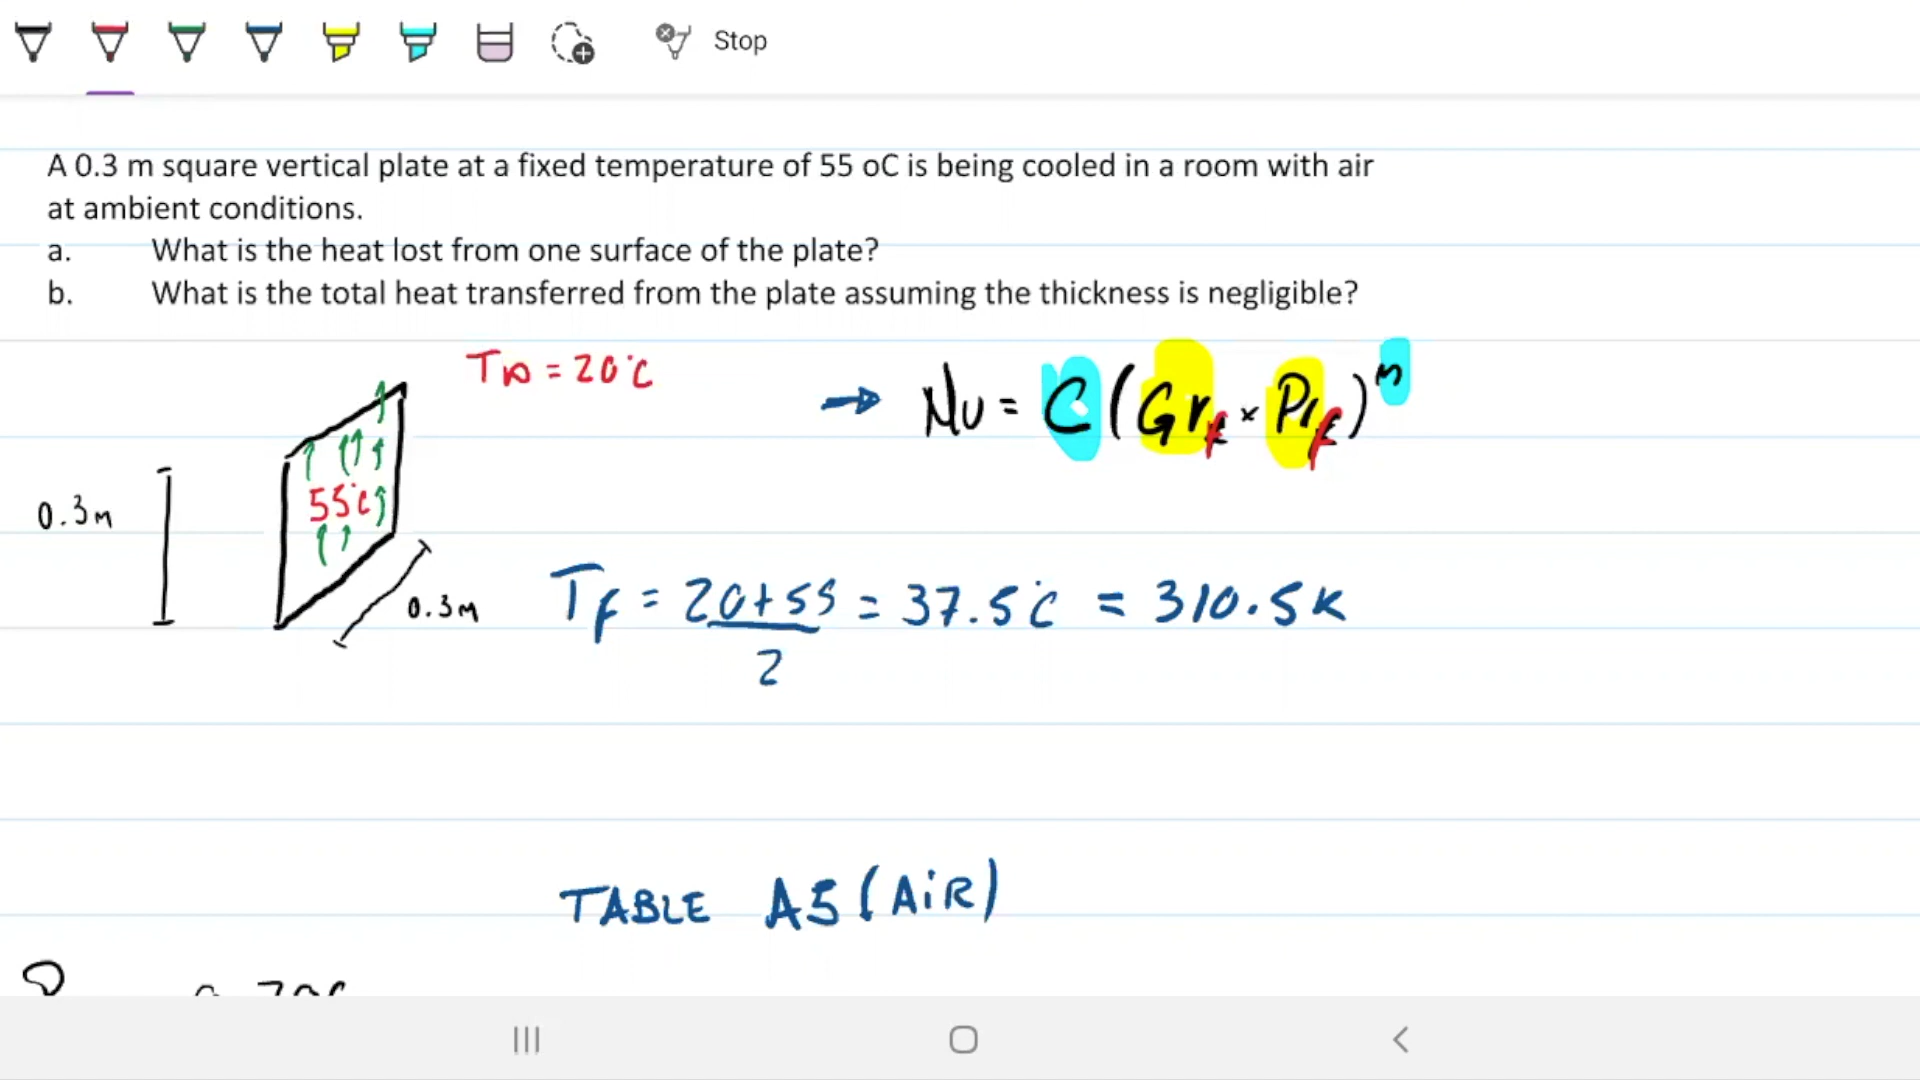 Stop
A 0.3 m square vertical plate at a fixed temperature of 55 oC is being cooled in a room with air
at ambient conditions.
a. What is the heat lost from one surface of the plate?
b. What is the total heat transferred from the plate assuming the thickness is negligible?
T∞ = 20°C
→ Nu = C (Grf × Prf)^m
55°C
0.3m
0.3m
Tf = 20+55 = 37.5°C = 310.5K
2
TABLE A5 (AiR)